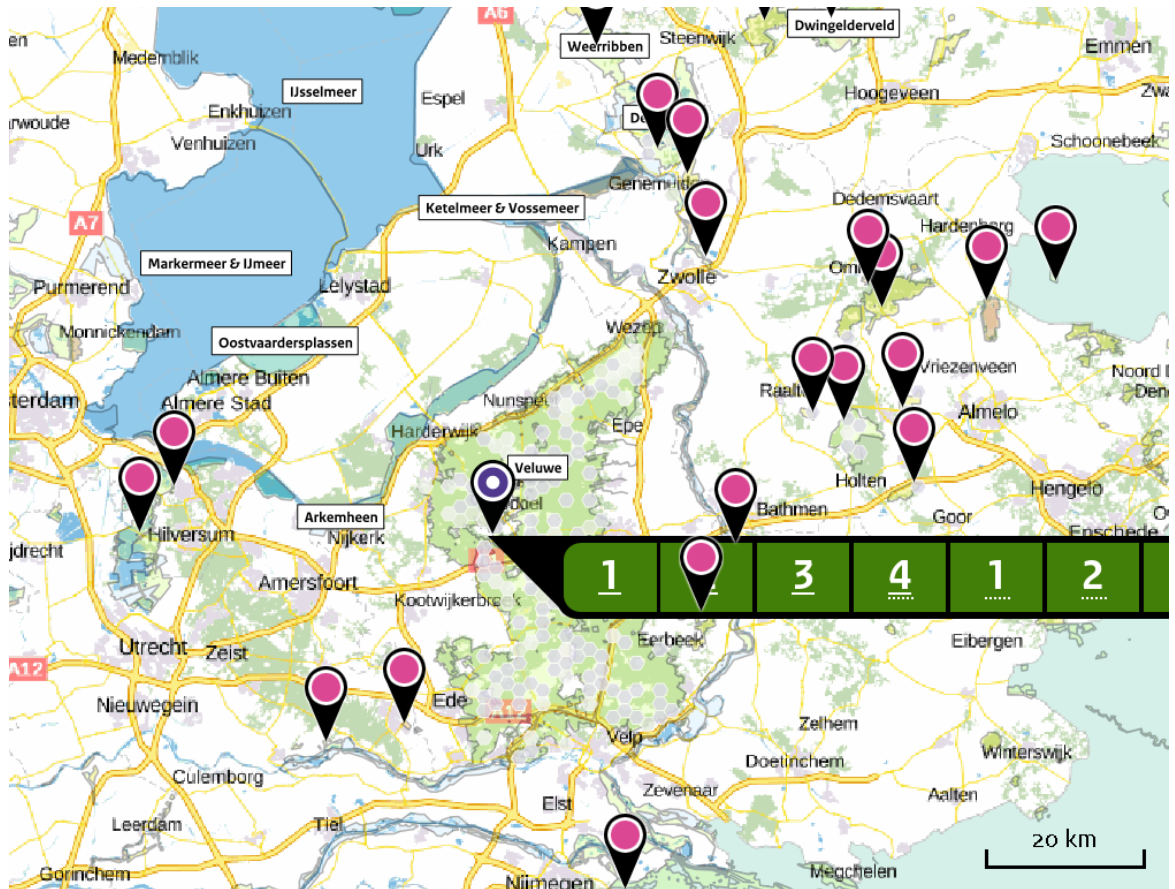 A6
Dwingelderveld
Weerribben
Steenwijk
Emmen
Medemblik
IJsselmeer
Espel
Hoogeveen
Enkhuizen
Venhuizen
Urk
Schoonebeek
Genemuiden
Dedemsvaart
Ketelmeer & Vossemeer
A7
Kampen
Hardenberg
Markermeer & IJmeer
Zwolle
Lelystad
Purmerend
Monnickendam
Wezep
Oostvaardersplassen
Almere Buiten
Raalte
Vriezenveen
Almere Stad
Nunspeet
Almelo
Harderwijk
Epe
Veluwe
Holten
Hengelo
Arkemheen
Bathmen
Goor
Hilversum
Nijkerk
Enschede
Amersfoort
1 3 4 1 2
Kootwijkerbroek
Utrecht
Zeist
Eerbeek
Eibergen
A12
Nieuwegein
Ede
Zelhem
Velp
Winterswijk
Culemborg
Doetinchem
Zevenaar
Aalten
Elst
Leerdam
Tiel
20 km
Gorinchem
Nijmegen
Megchelen